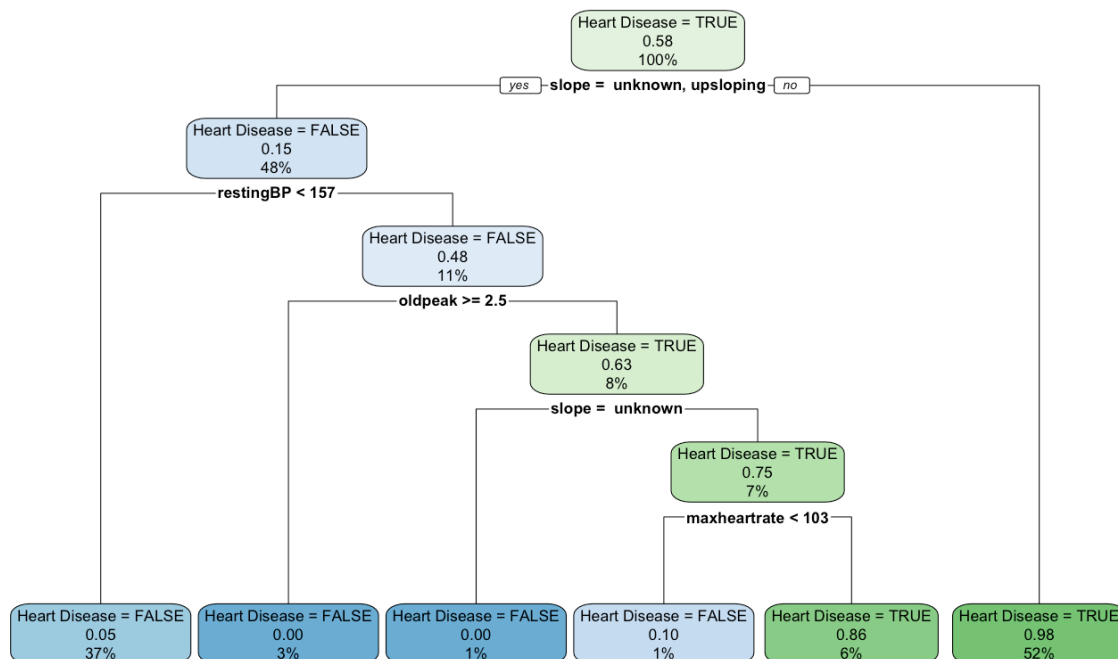 Heart Disease = TRUE
0.58
100%
yes slope = unknown, upsloping no
Heart Disease = FALSE
0.15
48%
restingBP < 157
Heart Disease = FALSE
0.48
11%
oldpeak >= 2.5
Heart Disease = TRUE
0.63
8%
slope = unknown
Heart Disease = TRUE
0.75
7%
maxheartrate < 103
Heart Disease = FALSE
0.05
37%
Heart Disease = FALSE
0.00
3%
Heart Disease = FALSE
0.00
1%
Heart Disease = FALSE
0.10
1%
Heart Disease = TRUE
0.86
6%
Heart Disease = TRUE
0.98
52%